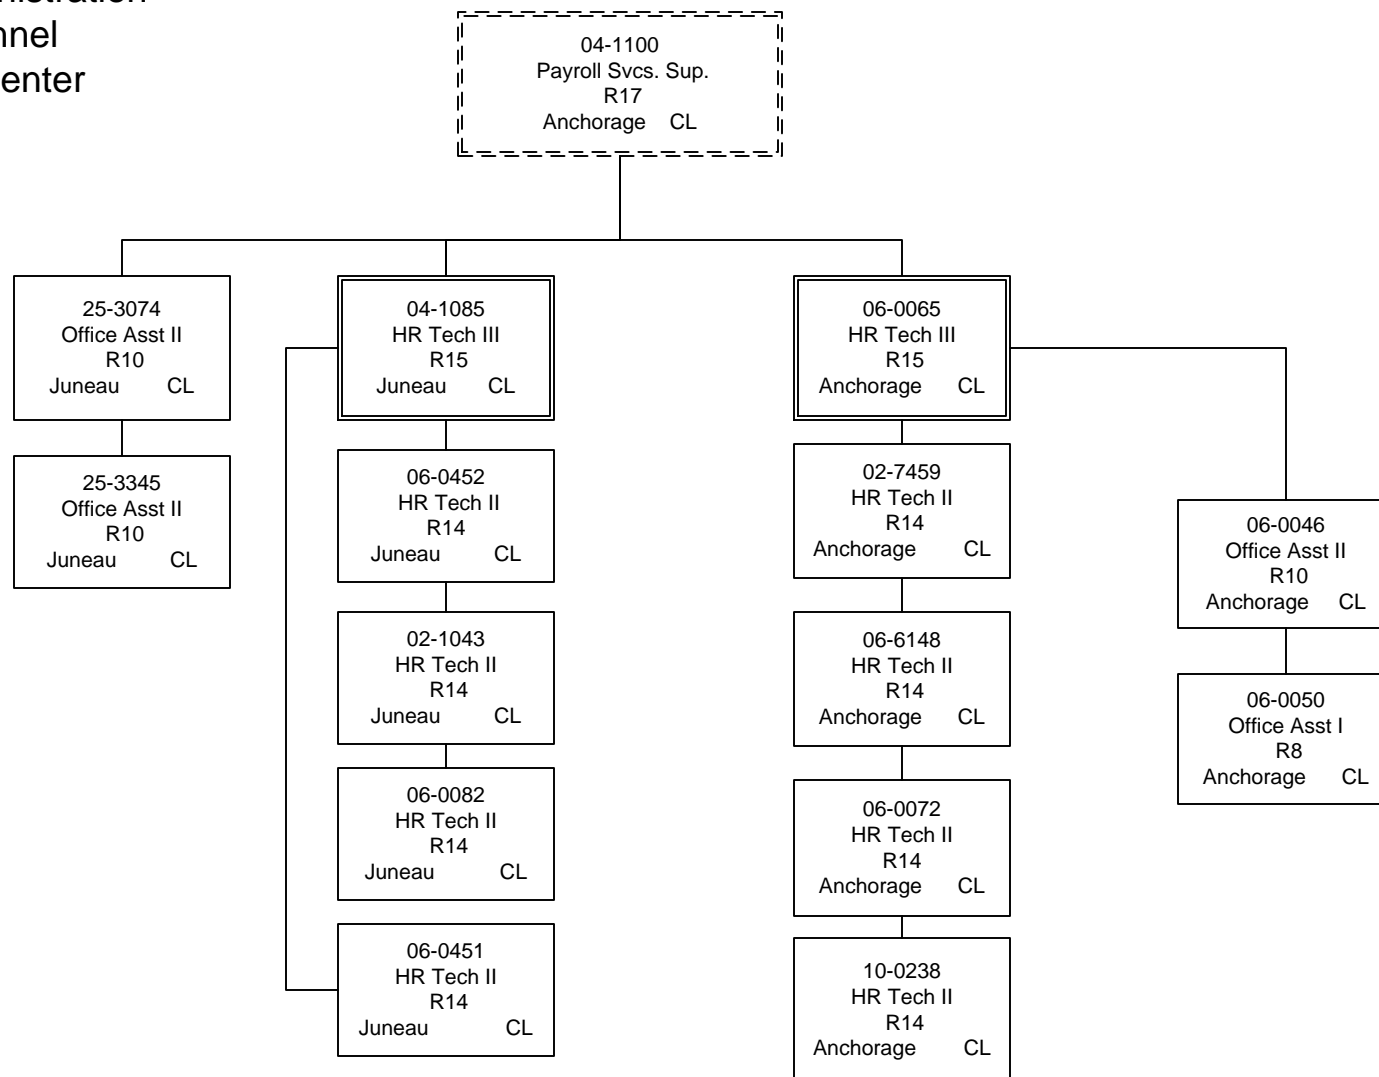 enter
04-1100
Payroll Svcs. Sup.
R17
Anchorage CL
25-3074
Office Asst II
R10
Juneau CL
25-3345
Office Asst II
R10
Juneau CL
04-1085
HR Tech III
R15
Juneau CL
06-0452
HR Tech II
R14
Juneau CL
02-1043
HR Tech II
R14
Juneau CL
06-0082
HR Tech II
R14
Juneau CL
06-0451
HR Tech II
R14
Juneau CL
06-0065
HR Tech III
R15
Anchorage CL
02-7459
HR Tech II
R14
Anchorage CL
06-6148
HR Tech II
R14
Anchorage CL
06-0072
HR Tech II
R14
Anchorage CL
10-0238
HR Tech II
R14
Anchorage CL
06-0046
Office Asst II
R10
Anchorage CL
06-0050
Office Asst I
R8
Anchorage CL